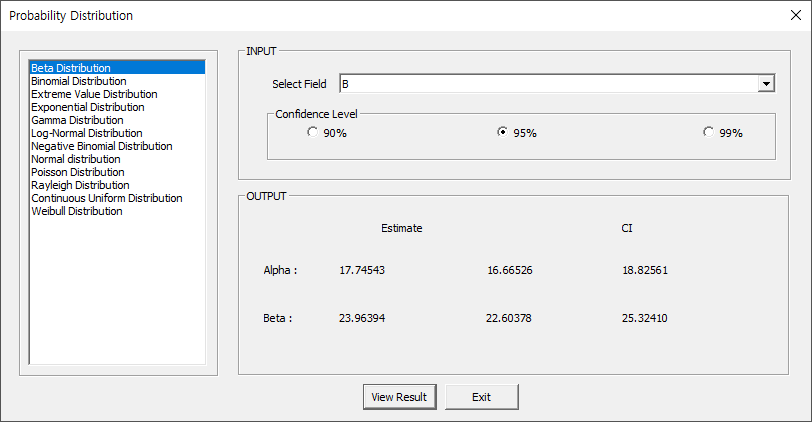 Probability Distribution
Beta Distribution
Binomial Distribution
Extreme Value Distribution
Exponential Distribution
Gamma Distribution
Log-Normal Distribution
Negative Binomial Distribution
Normal distribution
Poisson Distribution
Rayleigh Distribution
Continuous Uniform Distribution
Weibull Distribution
INPUT
Select Field B
Confidence Level
90% 95% 99%
OUTPUT
Estimate CI
Alpha : 17.74543 16.66526 18.82561
Beta : 23.96394 22.60378 25.32410
View Result Exit